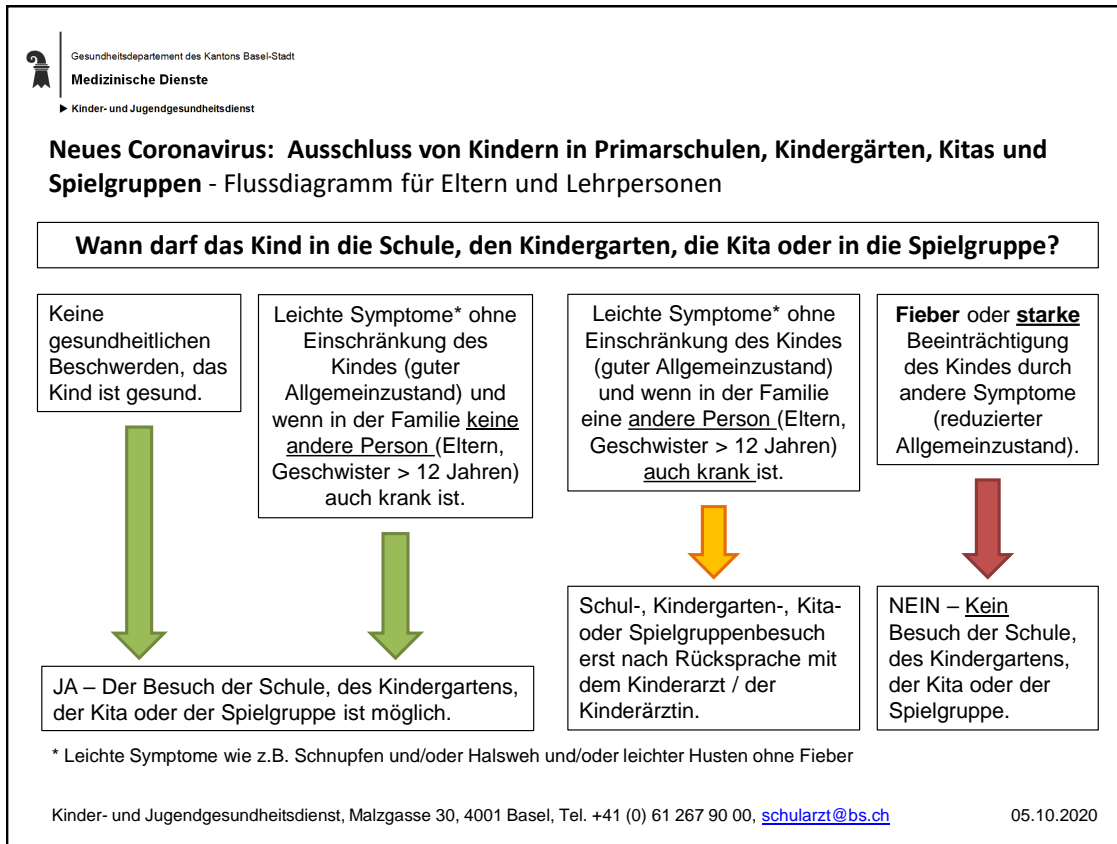 Gesundheitsdepartement des Kantons Basel-Stadt
Medizinische Dienste
▶ Kinder- und Jugendgesundheitsdienst
Neues Coronavirus: Ausschluss von Kindern in Primarschulen, Kindergärten, Kitas und
Spielgruppen - Flussdiagramm für Eltern und Lehrpersonen
Wann darf das Kind in die Schule, den Kindergarten, die Kita oder in die Spielgruppe?
Keine
gesundheitlichen
Beschwerden, das
Kind ist gesund.
Leichte Symptome* ohne
Einschränkung des
Kindes (guter
Allgemeinzustand) und
wenn in der Familie keine
andere Person (Eltern,
Geschwister > 12 Jahren)
auch krank ist.
Leichte Symptome* ohne
Einschränkung des Kindes
(guter Allgemeinzustand)
und wenn in der Familie
eine andere Person (Eltern,
Geschwister > 12 Jahren)
auch krank ist.
Fieber oder starke
Beeinträchtigung
des Kindes durch
andere Symptome
(reduzierter
Allgemeinzustand).
JA – Der Besuch der Schule, des Kindergartens,
der Kita oder der Spielgruppe ist möglich.
Schul-, Kindergarten-, Kita-
oder Spielgruppenbesuch
erst nach Rücksprache mit
dem Kinderarzt / der
Kinderärztin.
NEIN – Kein
Besuch der Schule,
des Kindergartens,
der Kita oder der
Spielgruppe.
* Leichte Symptome wie z.B. Schnupfen und/oder Halsweh und/oder leichter Husten ohne Fieber
Kinder- und Jugendgesundheitsdienst, Malzgasse 30, 4001 Basel, Tel. +41 (0) 61 267 90 00, schularzt@bs.ch 05.10.2020